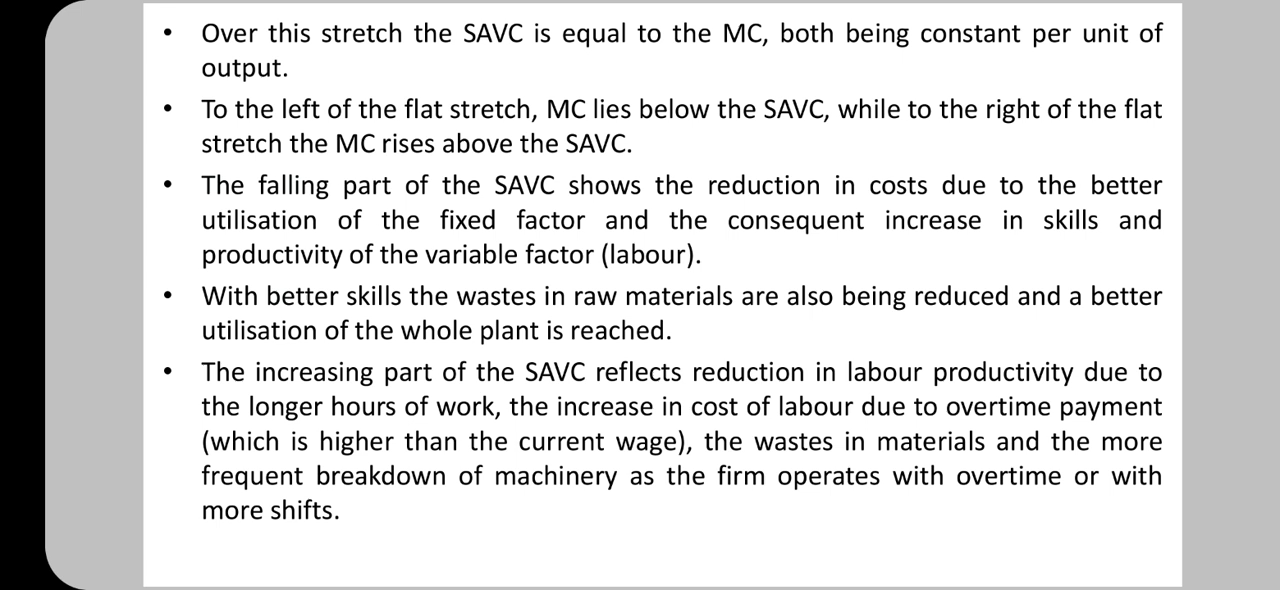 • Over this stretch the SAVC is equal to the MC, both being constant per unit of
output.
• To the left of the flat stretch, MC lies below the SAVC, while to the right of the flat
stretch the MC rises above the SAVC.
• The falling part of the SAVC shows the reduction in costs due to the better
utilisation of the fixed factor and the consequent increase in skills and
productivity of the variable factor (labour).
• With better skills the wastes in raw materials are also being reduced and a better
utilisation of the whole plant is reached.
• The increasing part of the SAVC reflects reduction in labour productivity due to
the longer hours of work, the increase in cost of labour due to overtime payment
(which is higher than the current wage), the wastes in materials and the more
frequent breakdown of machinery as the firm operates with overtime or with
more shifts.